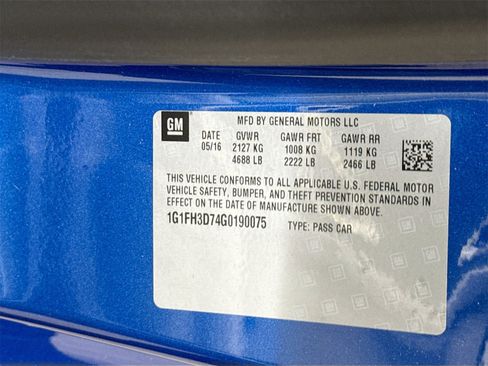 GM
MFD BY GENERAL MOTORS LLC
DATE GVWR GAWR FRT GAWR RR
05/16 2127 KG 1008 KG 1119 KG
4688 LB 2222 LB 2466 LB
THIS VEHICLE CONFORMS TO ALL APPLICABLE U.S. FEDERAL MOTOR
VEHICLE SAFETY, BUMPER, AND THEFT PREVENTION STANDARDS
IN EFFECT ON THE DATE OF MANUFACTURE SHOWN ABOVE.
1G1FH3D74G0190075 TYPE: PASS CAR